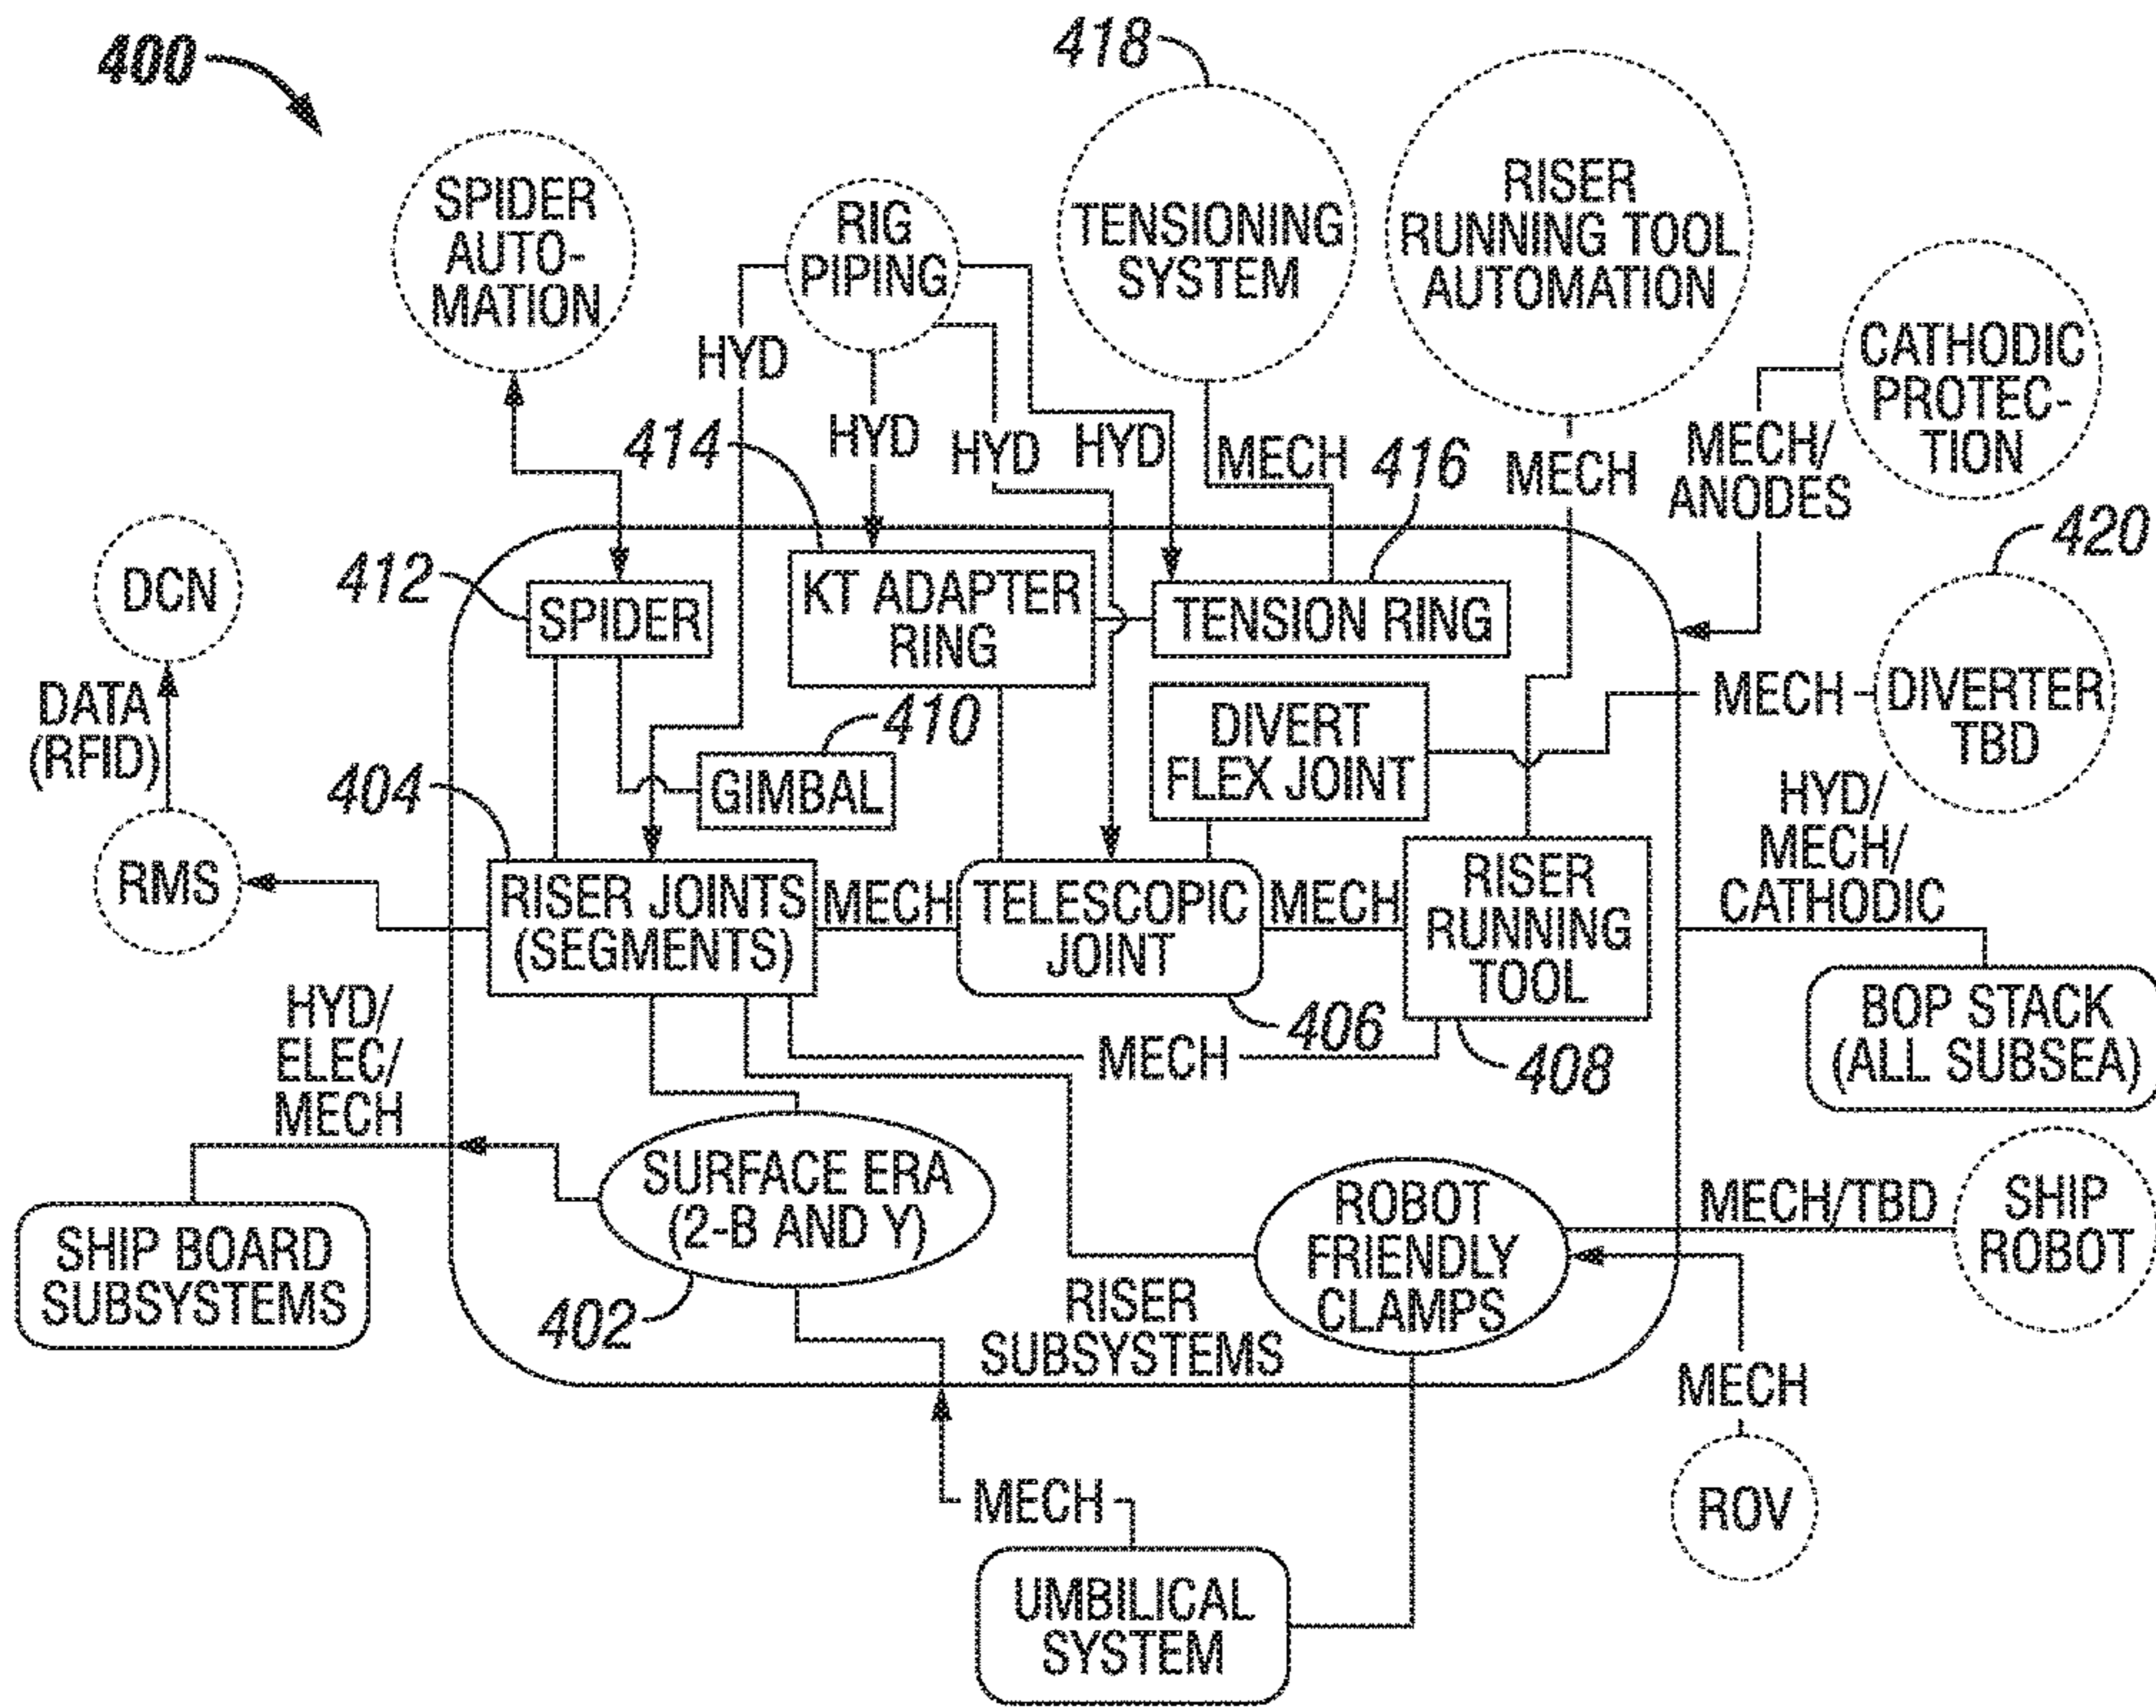 400
418
SPIDER
AUTO-
MATION
RIG
PIPING
TENSIONING
SYSTEM
RISER
RUNNING TOOL
AUTOMATION
CATHODIC
PROTEC-
TION
HYD
HYD
HYD
HYD
MECH
MECH
MECH/
ANODES
414
416
420
DCN
412
SPIDER
KT ADAPTER
RING
TENSION RING
DATA
(RFID)
410
GIMBAL
DIVERT
FLEX JOINT
MECH
DIVERTER
TBD
404
RMS
RISER JOINTS
(SEGMENTS)
MECH
TELESCOPIC
JOINT
MECH
RISER
RUNNING
TOOL
HYD/
MECH/
CATHODIC
406
408
MECH
BOP STACK
(ALL SUBSEA)
HYD/
ELEC/
MECH
SHIP BOARD
SUBSYSTEMS
SURFACE ERA
(2-B AND Y)
402
ROBOT
FRIENDLY
CLAMPS
MECH/TBD
SHIP
ROBOT
RISER
SUBSYSTEMS
MECH
MECH
ROV
UMBILICAL
SYSTEM